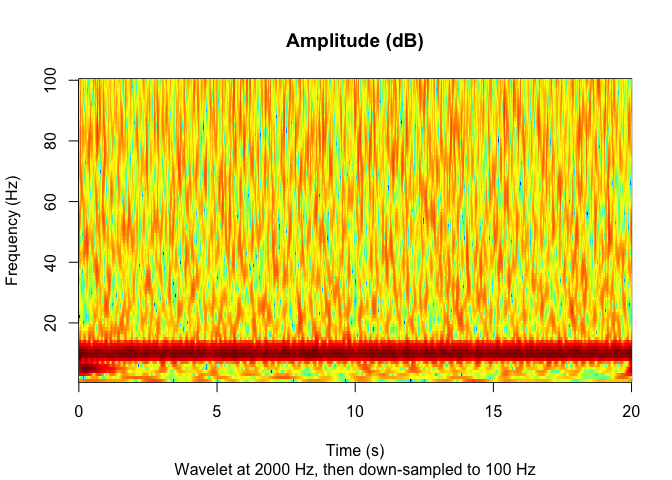 Amplitude (dB)
Frequency (Hz)
100
80
60
40
20
0 5 10 15 20
Time (s)
Wavelet at 2000 Hz, then down-sampled to 100 Hz